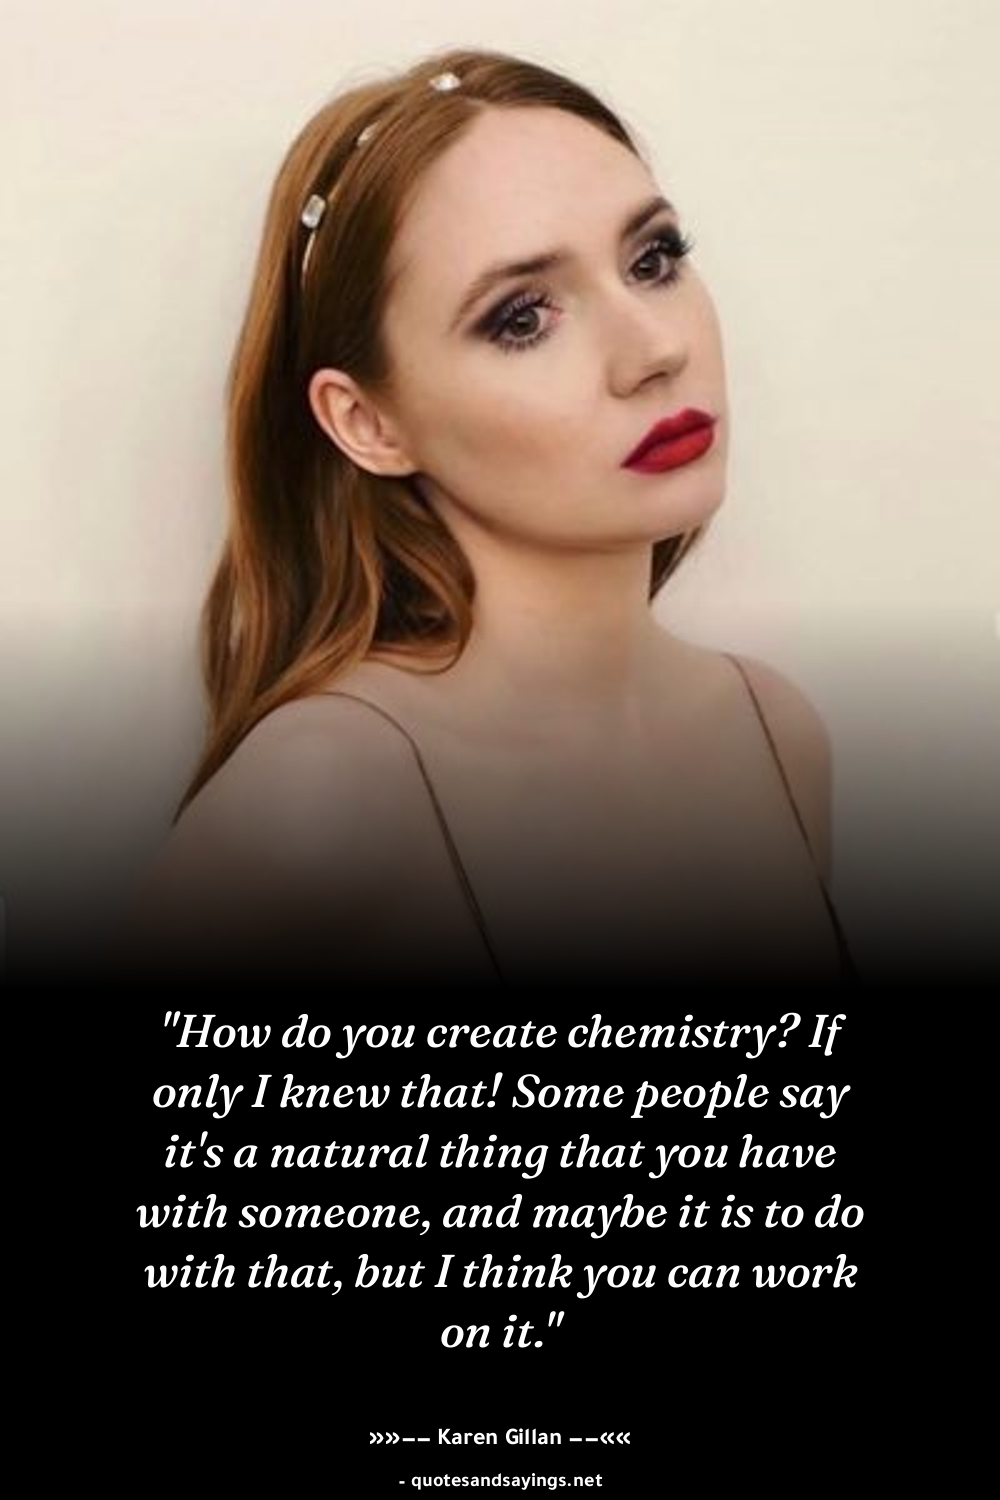 "How do you create chemistry? If
only I knew that! Some people say
it's a natural thing that you have
with someone, and maybe it is to do
with that, but I think you can work
on it."
»»–– Karen Gillan ––««
- quotesandsayings.net